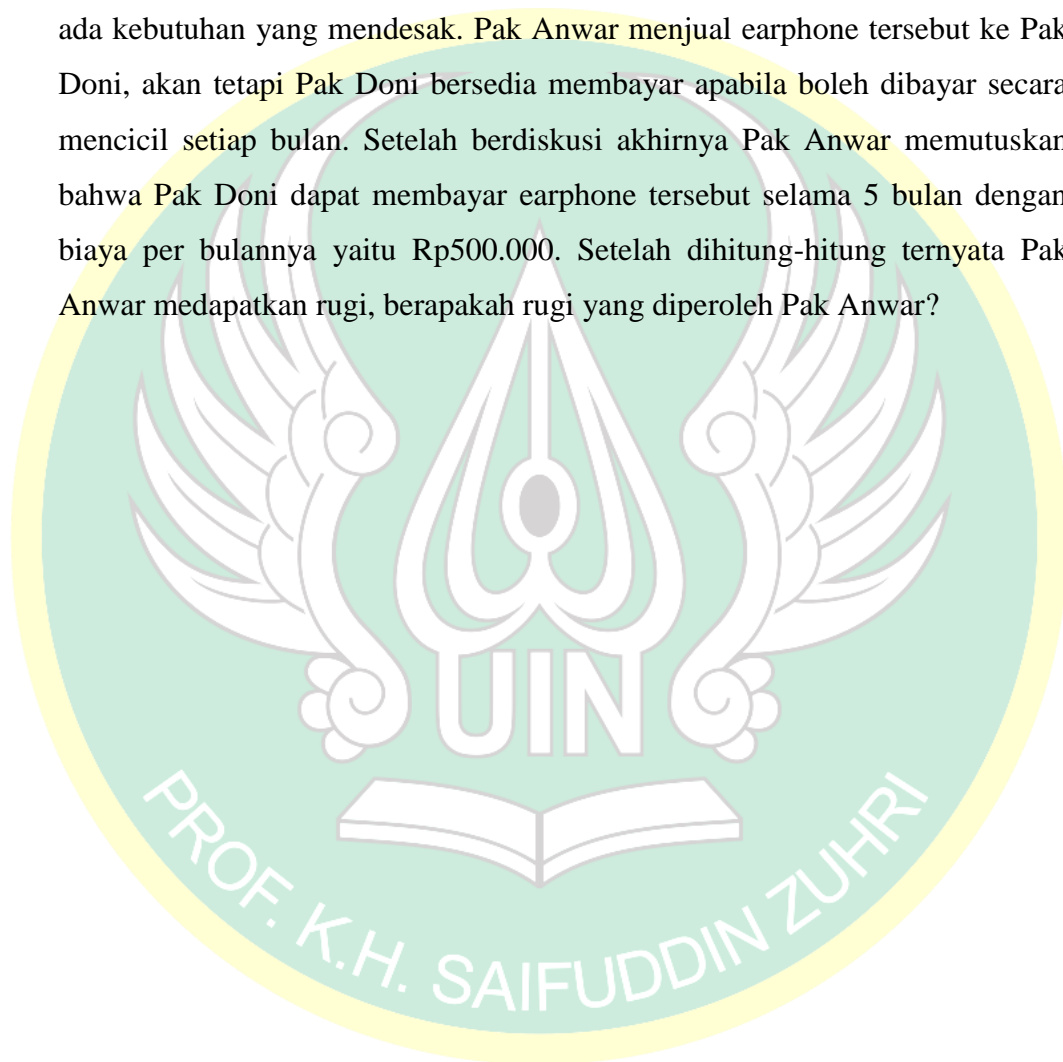 ada kebutuhan yang mendesak. Pak Anwar menjual earphone tersebut ke Pak
Doni, akan tetapi Pak Doni bersedia membayar apabila boleh dibayar secara
mencicil setiap bulan. Setelah berdiskusi akhirnya Pak Anwar memutuskan
bahwa Pak Doni dapat membayar earphone tersebut selama 5 bulan dengan
biaya per bulannya yaitu Rp500.000. Setelah dihitung-hitung ternyata Pak
Anwar medapatkan rugi, berapakah rugi yang diperoleh Pak Anwar?
UIN
PROF. K.H. SAIFUDDIN ZUHRI